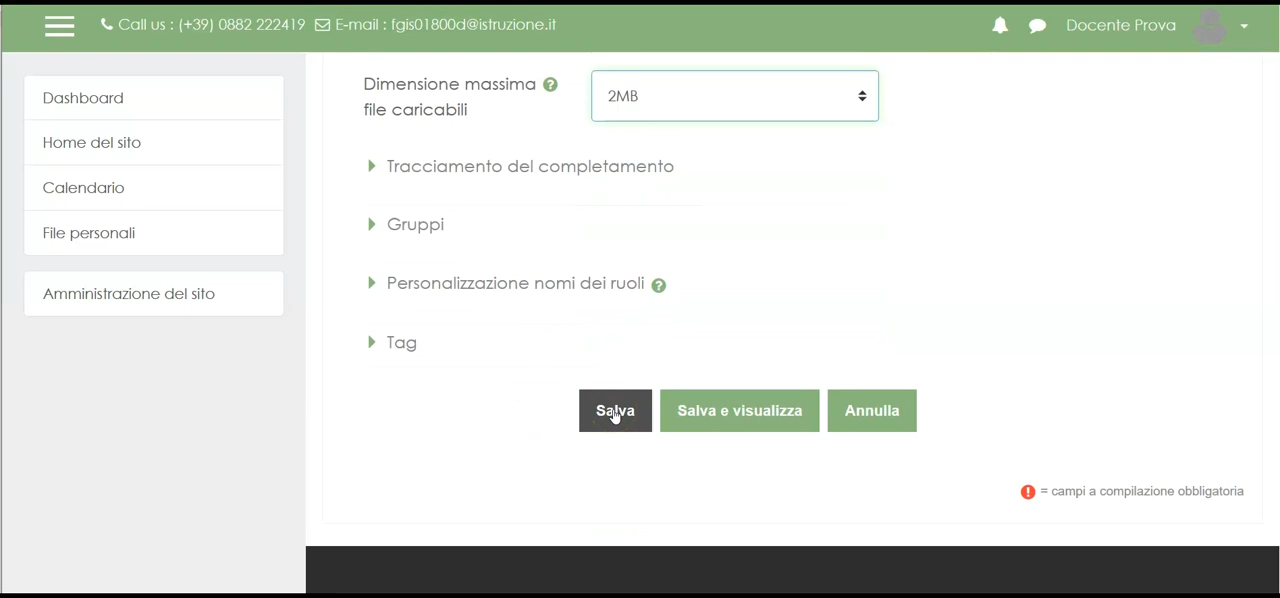 Call us : (+39) 0882 222419 E-mail : fgis01800d@istruzione.it
Docente Prova
Dashboard
Home del sito
Calendario
File personali
Amministrazione del sito
Dimensione massima
file caricabili
2MB
Tracciamento del completamento
Gruppi
Personalizzazione nomi dei ruoli
Tag
Salva
Salva e visualizza
Annulla
= campi a compilazione obbligatoria